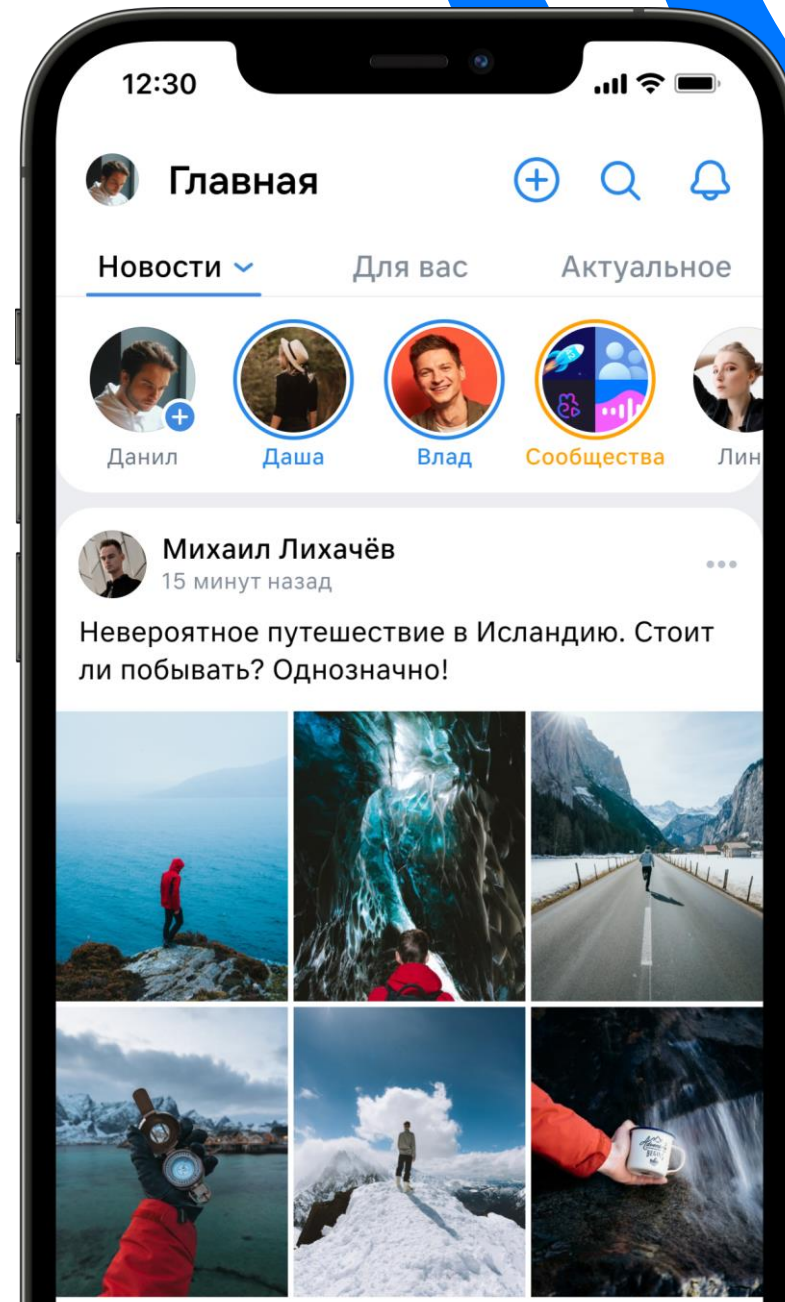 12:30
Главная
Новости
Для вас
Актуальное
Данил
Даша
Влад
Сообщества
Лин
Михаил Лихачёв
15 минут назад
Невероятное путешествие в Исландию. Стоит
ли побывать? Однозначно!